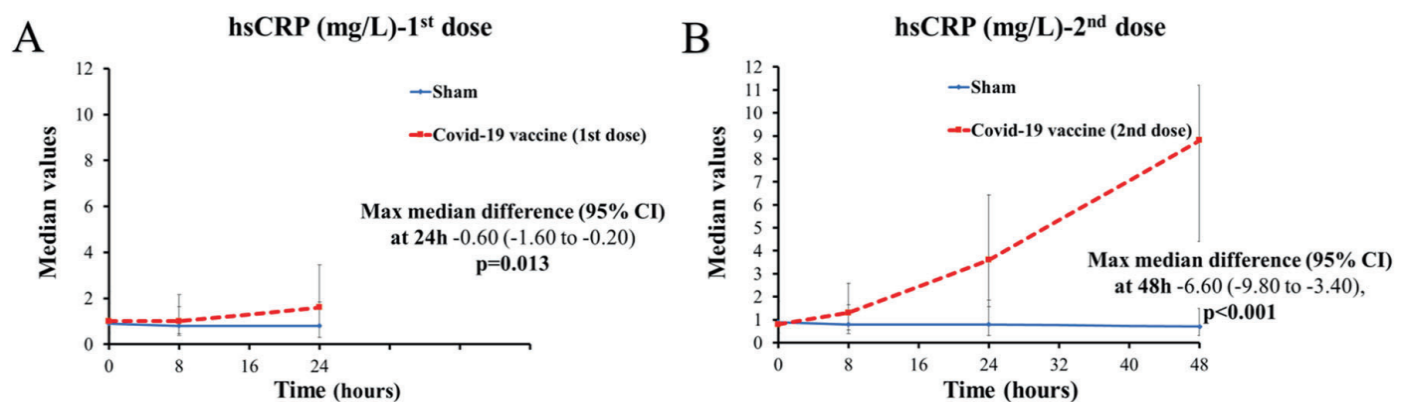 A
hsCRP (mg/L)-1st dose
12
10
8
6
4
2
0
Median values
Sham
Covid-19 vaccine (1st dose)
Max median difference (95% CI)
at 24h -0.60 (-1.60 to -0.20)
p=0.013
0 8 16 24
Time (hours)
B
hsCRP (mg/L)-2nd dose
12
11
10
9
8
7
6
5
4
3
2
1
0
Median values
Sham
Covid-19 vaccine (2nd dose)
Max median difference (95% CI)
at 48h -6.60 (-9.80 to -3.40),
p<0.001
0 8 16 24 32 40 48
Time (hours)